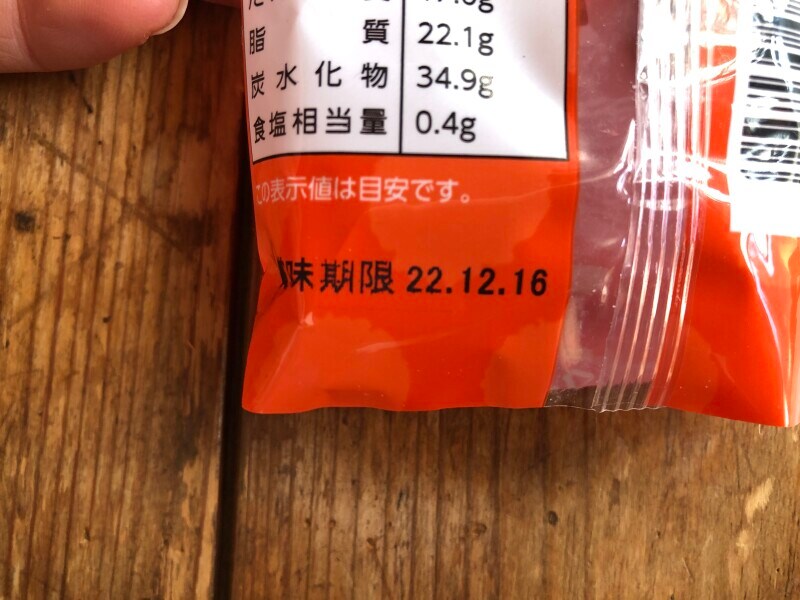 脂質 22.1g
炭水化物 34.9g
食塩相当量 0.4g
この表示値は目安です。
味期限 22.12.16